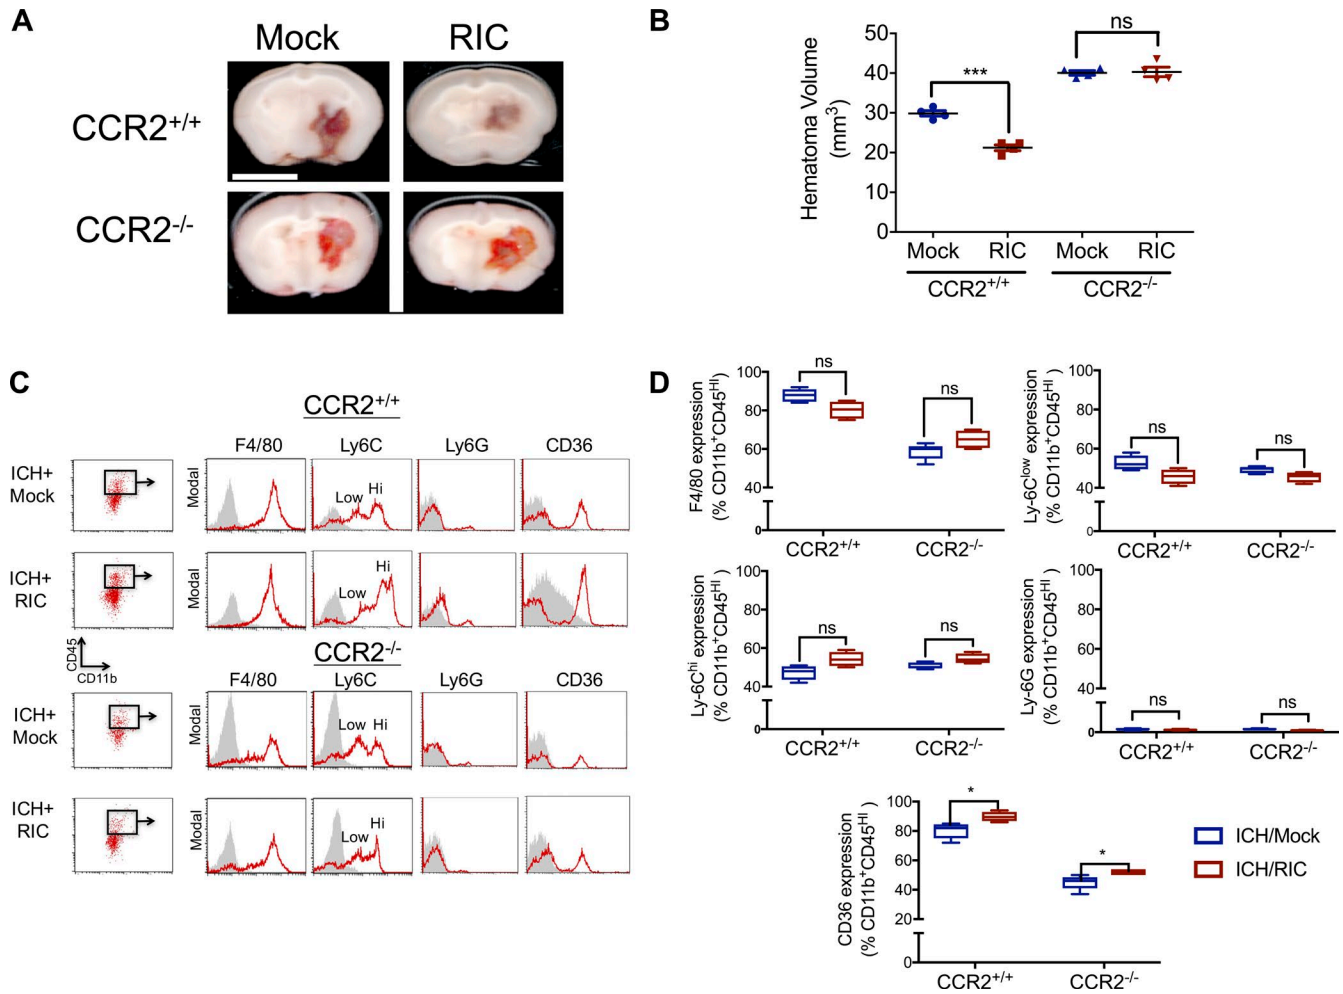 A
Mock RIC
CCR2+/+
CCR2-/-
B
Hematoma Volume
(mm3)
50
40
30
20
10
0
***
ns
Mock RIC Mock RIC
CCR2+/+ CCR2-/-
C
CCR2+/+
F4/80 Ly6C Ly6G CD36
ICH+
Mock
Modal
Low Hi
ICH+
RIC
Modal
Low Hi
CD45
CD11b
CCR2-/-
F4/80 Ly6C Ly6G CD36
ICH+
Mock
Modal
Low Hi
ICH+
RIC
Modal
Low Hi
D
F4/80 expression
(% CD11b+CD45HI)
100
80
60
40
0
ns ns
CCR2+/+ CCR2-/-
Ly-6Clow expression
(% CD11b+CD45HI )
100
80
60
40
0
ns ns
CCR2+/+ CCR2-/-
Ly-6Chi expression
(% CD11b+CD45HI)
100
80
60
40
0
ns ns
CCR2+/+ CCR2-/-
Ly-6G expression
(% CD11b+CD45HI)
100
80
60
40
0
ns ns
CCR2+/+ CCR2-/-
CD36 expression
(% CD11b+CD45HI )
100
80
60
40
20
0
* *
CCR2+/+ CCR2-/-
ICH/Mock
ICH/RIC